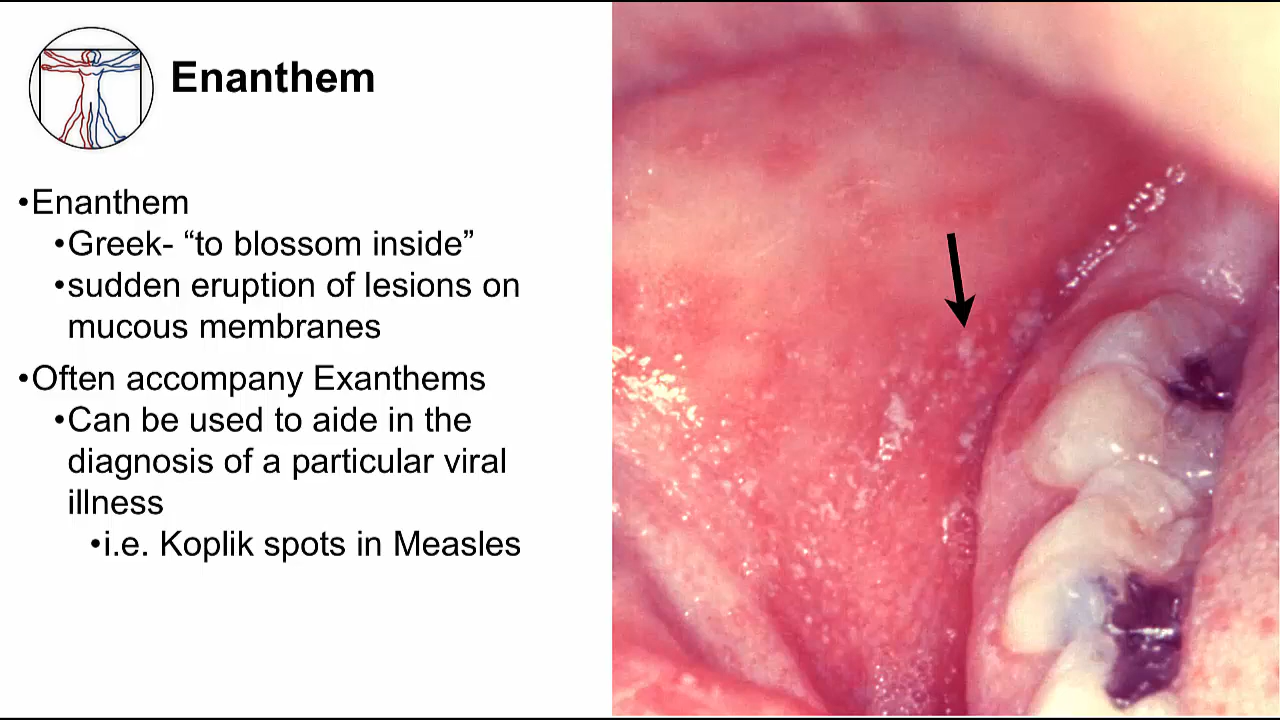 Enanthem
•Enanthem
•Greek- “to blossom inside”
•sudden eruption of lesions on
mucous membranes
•Often accompany Exanthems
•Can be used to aide in the
diagnosis of a particular viral
illness
•i.e. Koplik spots in Measles